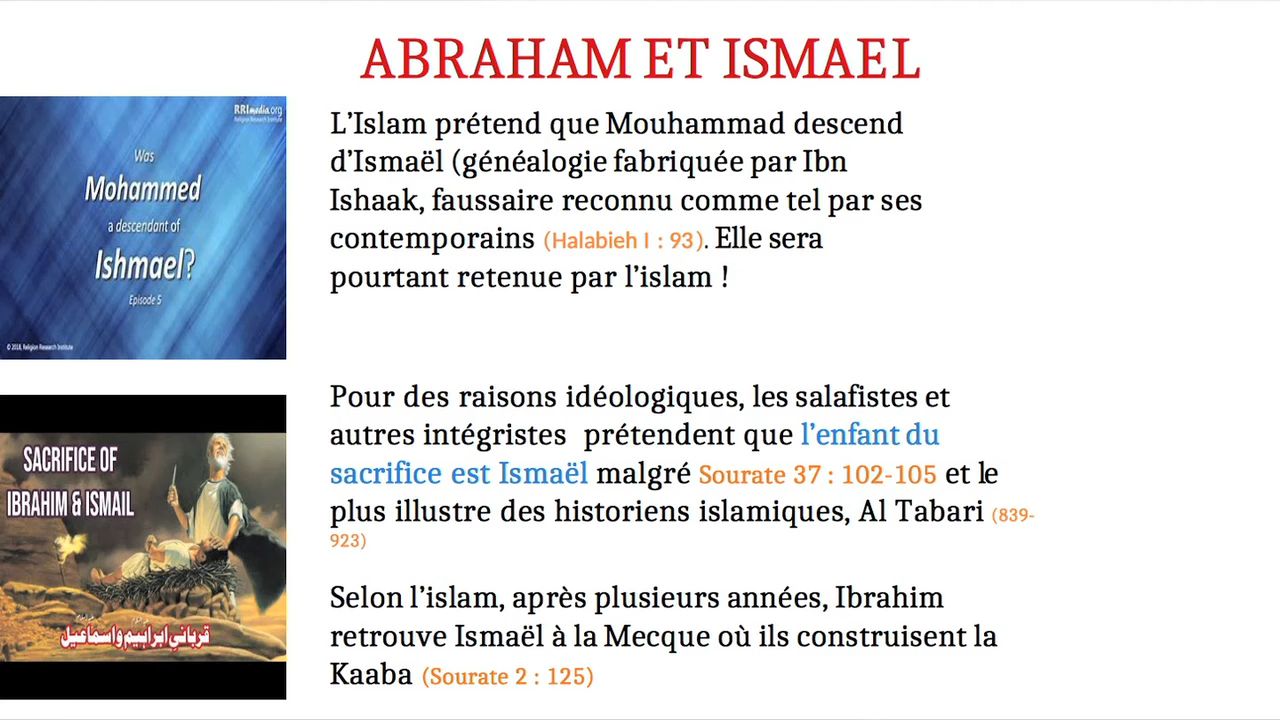 ABRAHAM ET ISMAEL
RRImedia.org
Religion Research Institute
Was
Mohammed
a descendant of
Ishmael?
Episode 5
© 2018, Religion Research Institute
L’Islam prétend que Mouhammad descend
d’Ismaël (généalogie fabriquée par Ibn
Ishaak, faussaire reconnu comme tel par ses
contemporains (Halabieh I : 93). Elle sera
pourtant retenue par l’islam !
Pour des raisons idéologiques, les salafistes et
autres intégristes prétendent que l’enfant du
sacrifice est Ismaël malgré Sourate 37 : 102-105 et le
plus illustre des historiens islamiques, Al Tabari (839-
923)
SACRIFICE OF
IBRAHIM & ISMAIL
قربانیِ ابراہیم واسماعیل
Selon l’islam, après plusieurs années, Ibrahim
retrouve Ismaël à la Mecque où ils construisent la
Kaaba (Sourate 2 : 125)